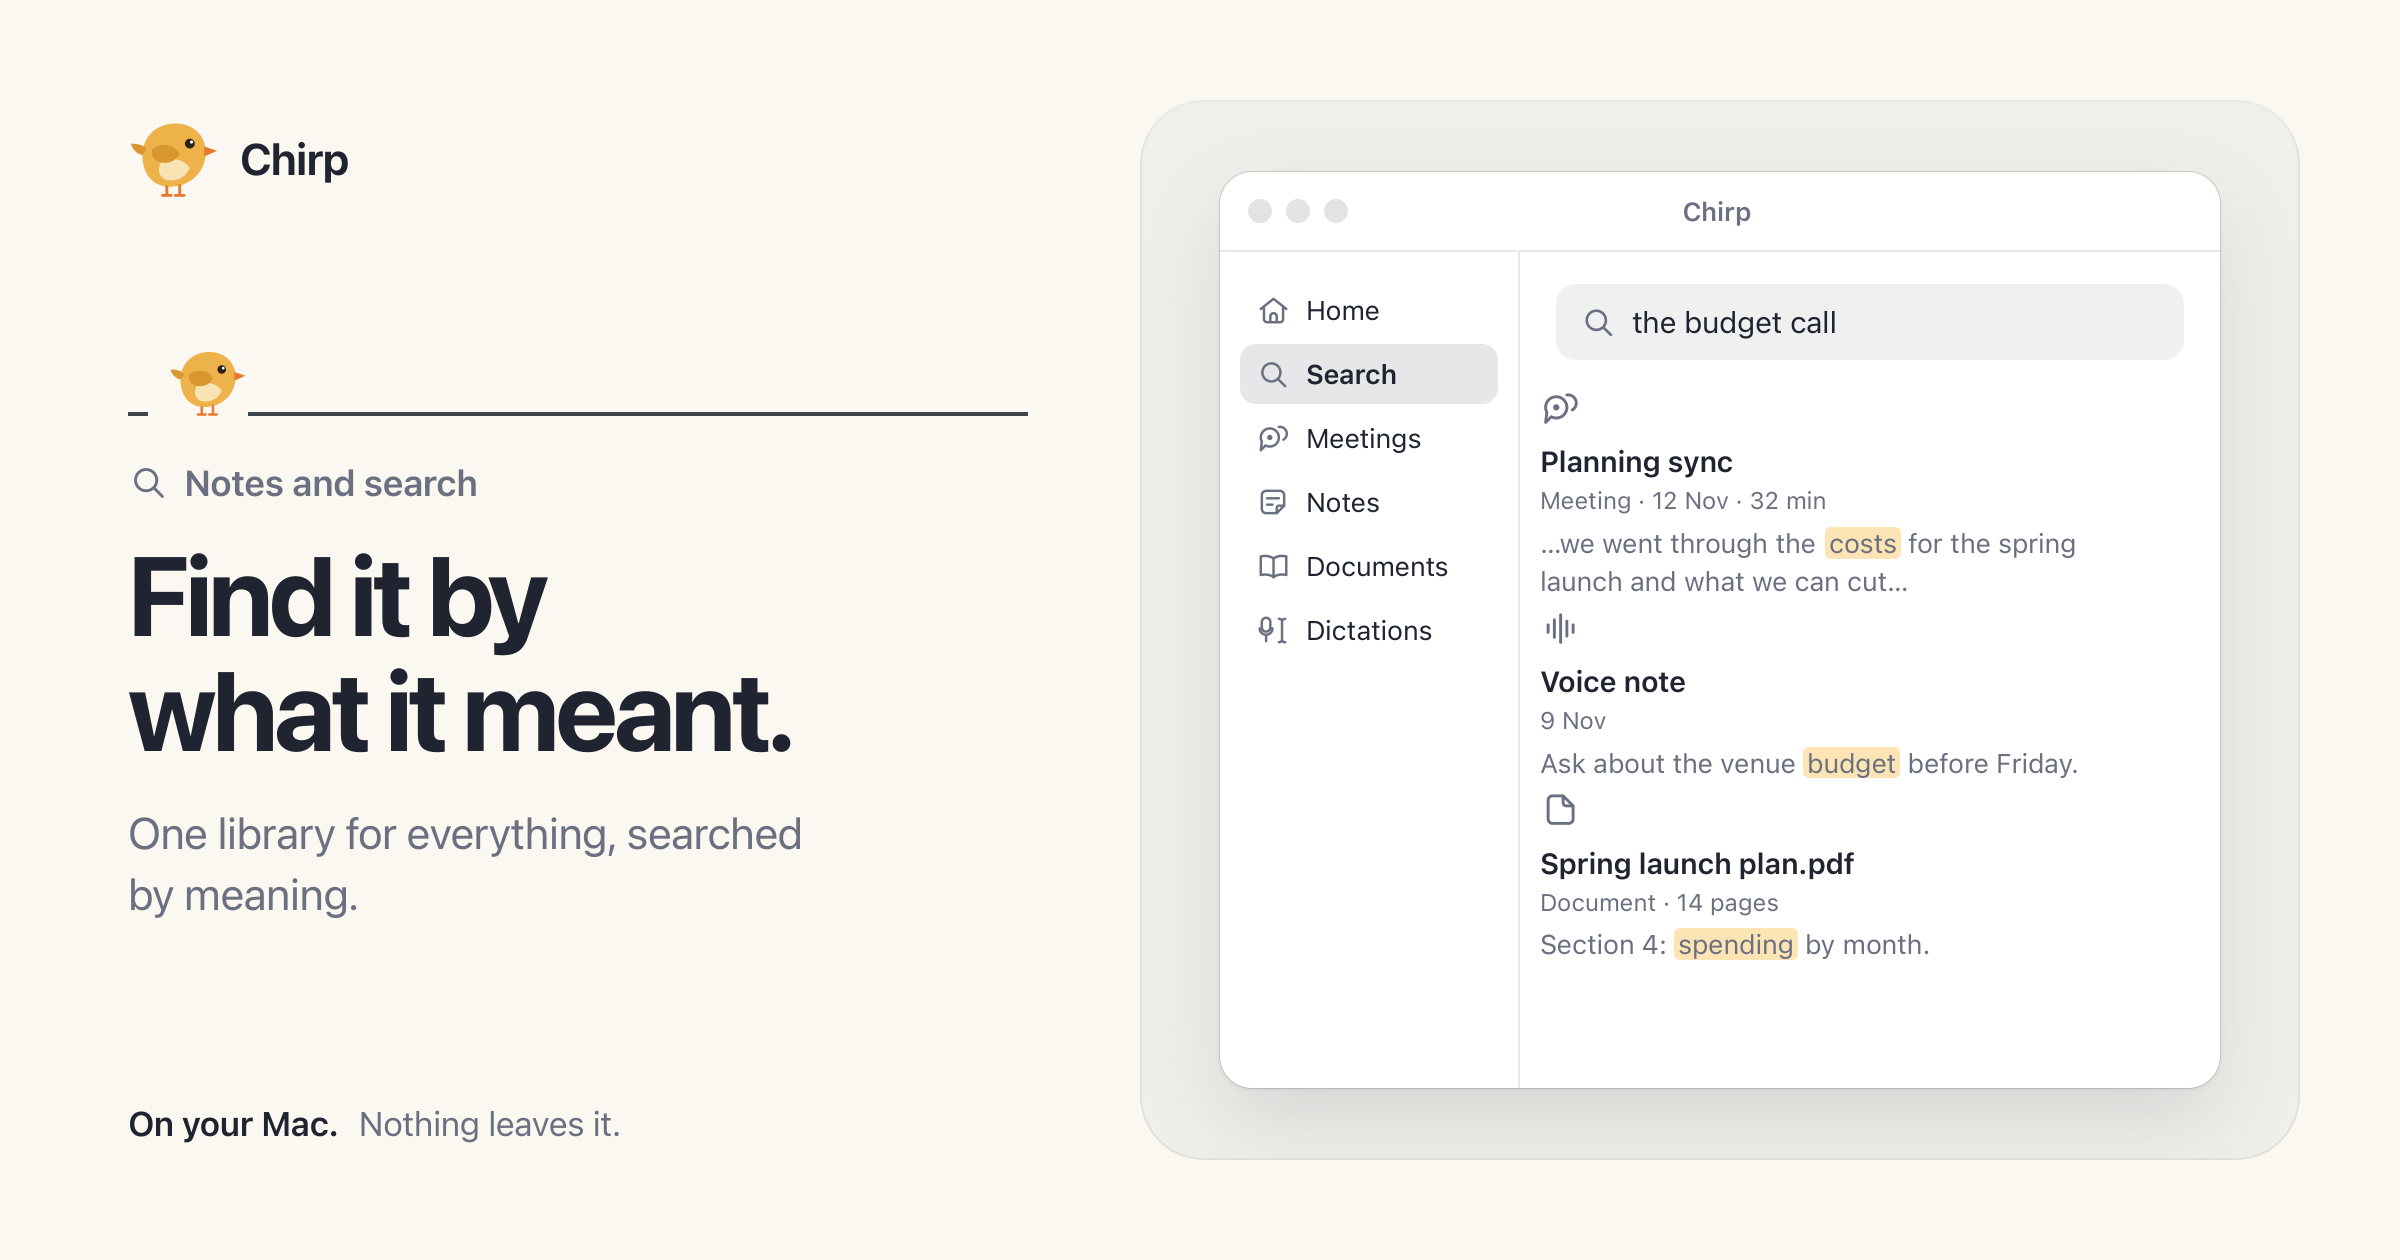 Chirp
Notes and search
Find it by
what it meant.
One library for everything, searched
by meaning.
On your Mac. Nothing leaves it.
Chirp
Home
Search
Meetings
Notes
Documents
Dictations
the budget call
Planning sync
Meeting · 12 Nov · 32 min
...we went through the costs for the spring
launch and what we can cut...
Voice note
9 Nov
Ask about the venue budget before Friday.
Spring launch plan.pdf
Document · 14 pages
Section 4: spending by month.